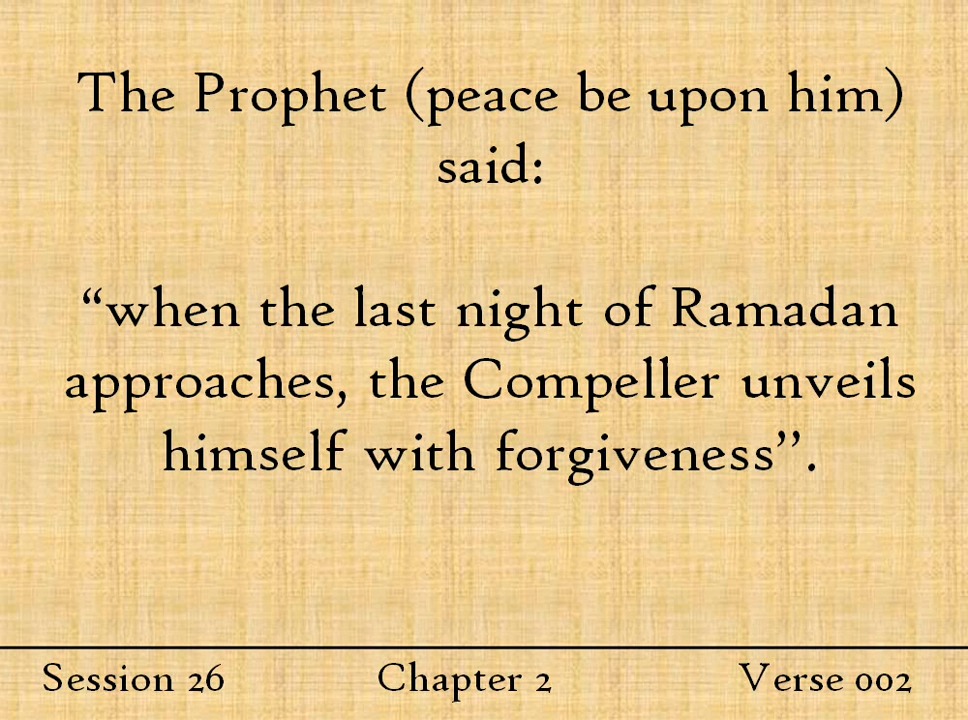 The Prophet (peace be upon him)
said:
“when the last night of Ramadan
approaches, the Compeller unveils
himself with forgiveness’’.
Session 26 Chapter 2 Verse 002